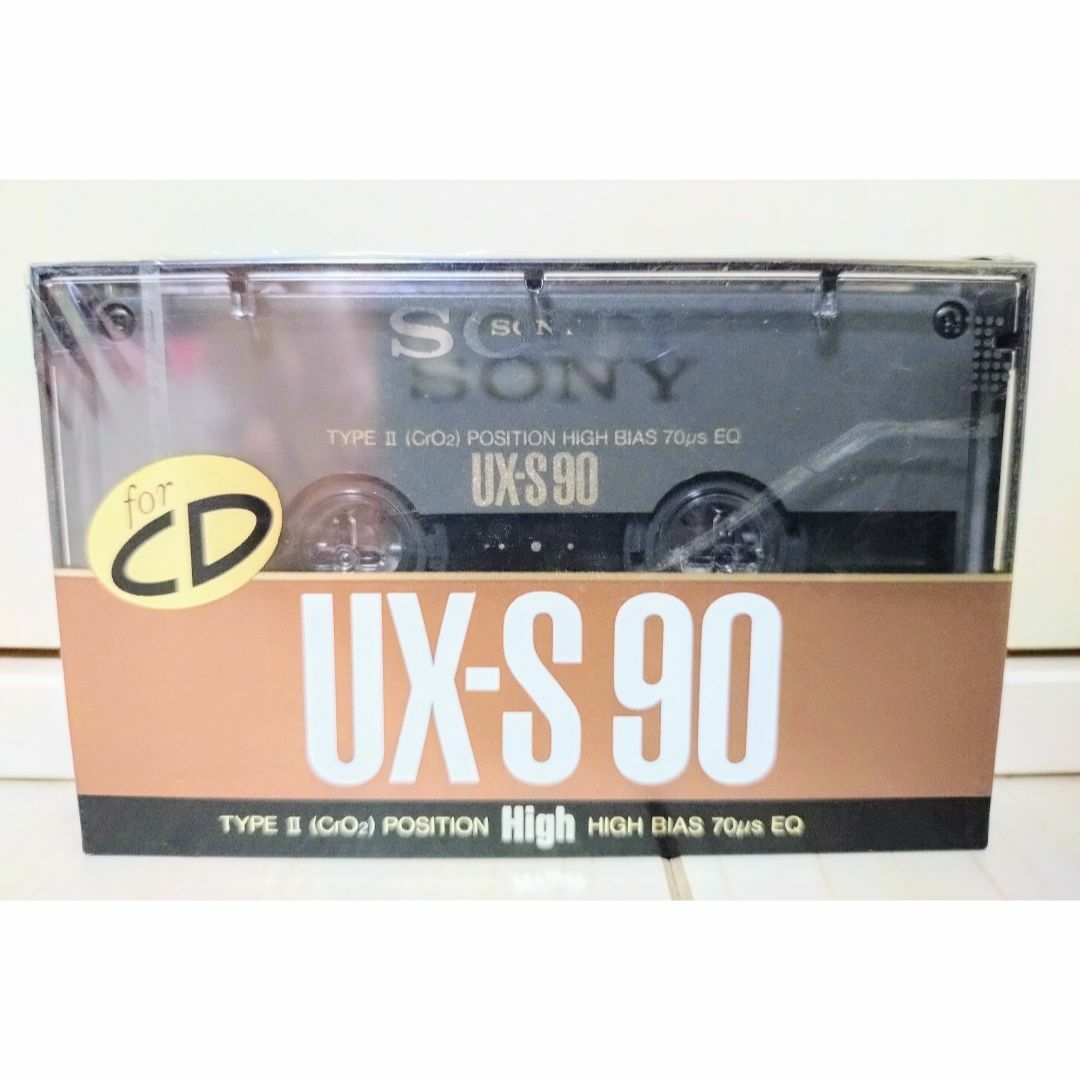 SONY
SONY
TYPE II (CrO2) POSITION HIGH BIAS 70µs EQ
UX-S 90
for
CD
UX-S 90
TYPE II (CrO2) POSITION High HIGH BIAS 70µs EQ